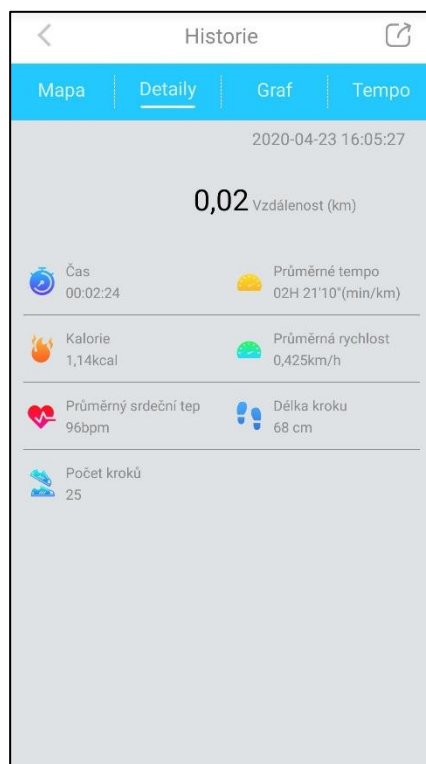 Historie
Mapa Detaily Graf Tempo
2020-04-23 16:05:27
0,02 Vzdálenost (km)
Čas
00:02:24
Průměrné tempo
02H 21'10"(min/km)
Kalorie
1,14kcal
Průměrná rychlost
0,425km/h
Průměrný srdeční tep
96bpm
Délka kroku
68 cm
Počet kroků
25